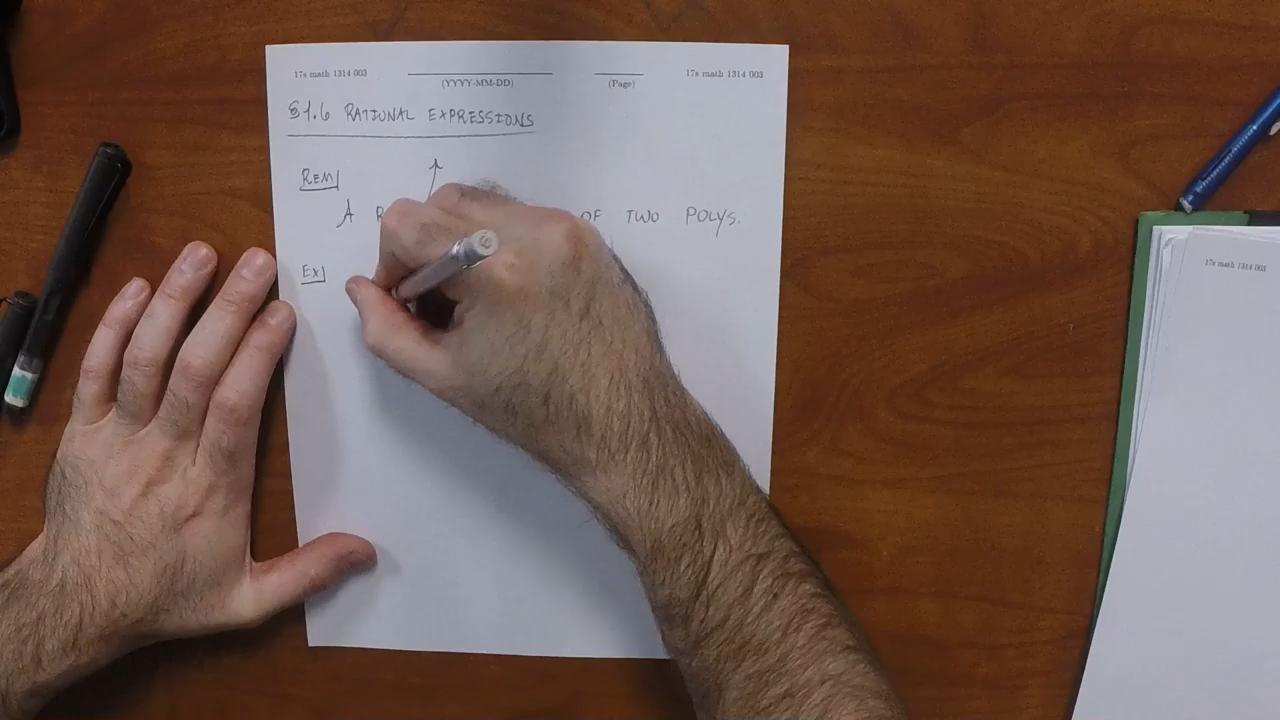 17s math 1314 003 (YYYY-MM-DD) (Page) 17s math 1314 003
§1.6 RATIONAL EXPRESSIONS
REM
A OF TWO POLYS.
EX
17s math 1314 003